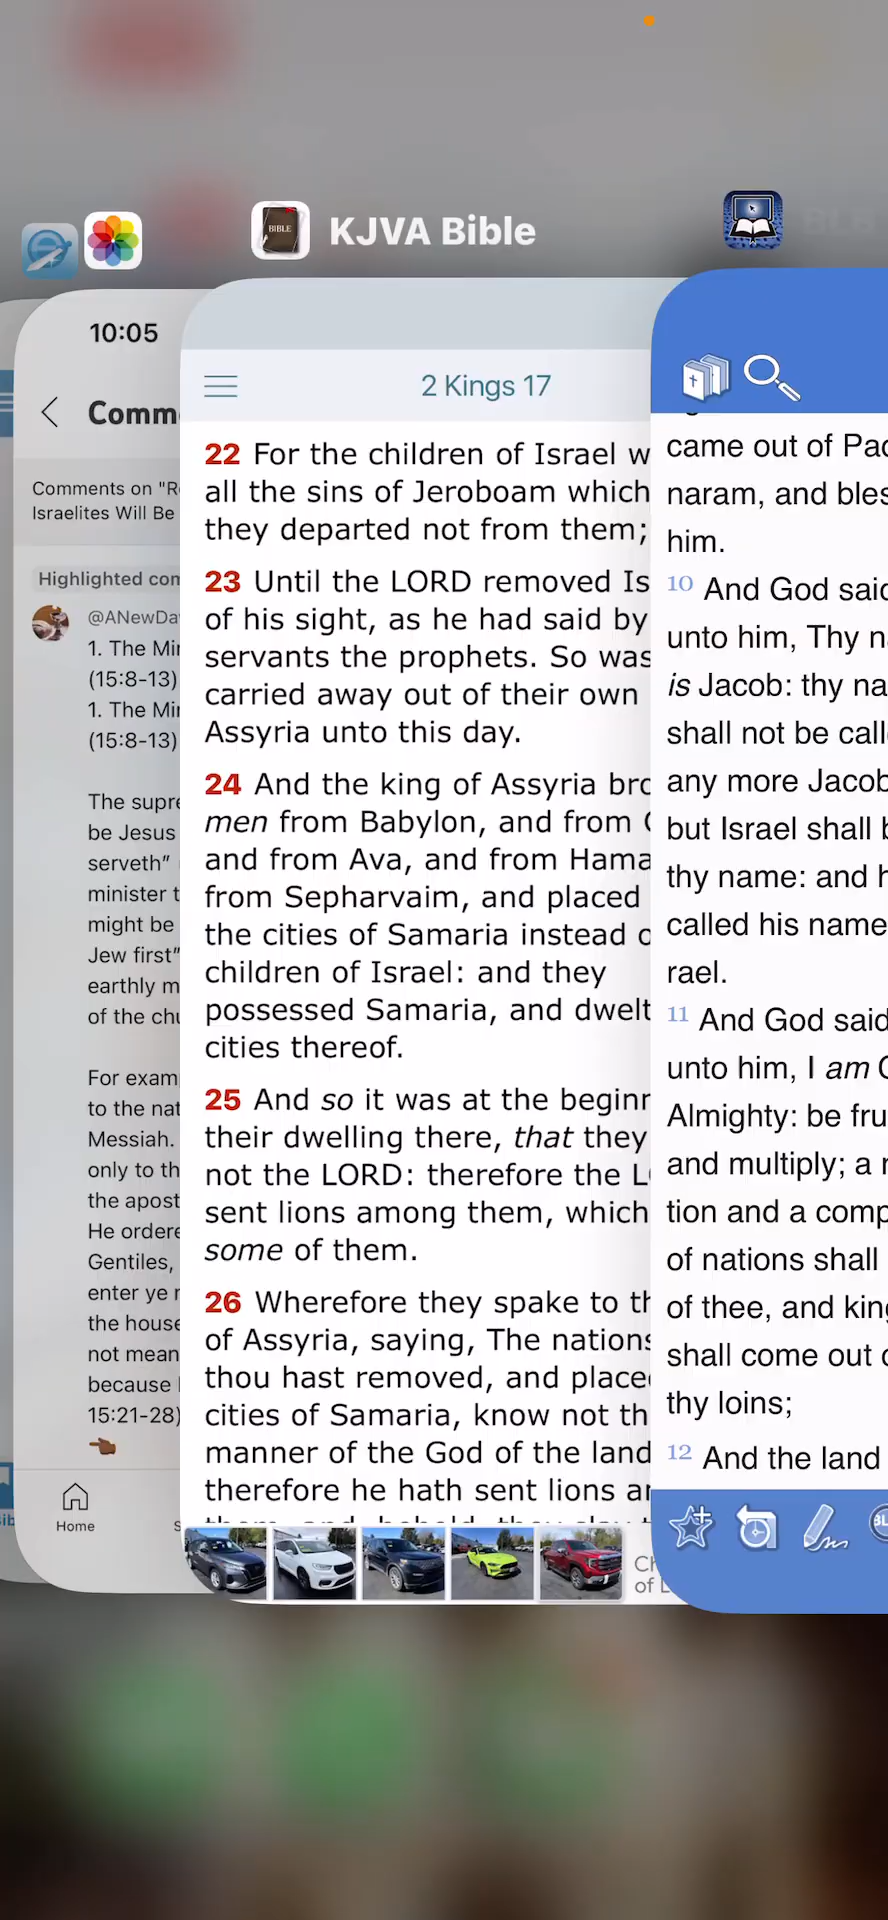 KJVA Bible
10:05
Comm
Comments on "R
Israelites Will Be
Highlighted con
@ANewDa
1. The Mir
(15:8-13)
1. The Mir
(15:8-13)
The supre
be Jesus
serveth"
minister t
might be
Jew first"
earthly m
of the chu
For exam
to the nat
Messiah.
only to th
the apost
He ordere
Gentiles,
enter ye r
the house
not mean
because
15:21-28)
Home
S
2 Kings 17
22 For the children of Israel w
all the sins of Jeroboam which
they departed not from them;
23 Until the LORD removed Is
of his sight, as he had said by
servants the prophets. So was
carried away out of their own
Assyria unto this day.
24 And the king of Assyria bro
men from Babylon, and from
and from Ava, and from Hama
from Sepharvaim, and placed
the cities of Samaria instead o
children of Israel: and they
possessed Samaria, and dwelt
cities thereof.
25 And so it was at the beginn
their dwelling there, that they
not the LORD: therefore the L
sent lions among them, which
some of them.
26 Wherefore they spake to th
of Assyria, saying, The nations
thou hast removed, and place
cities of Samaria, know not th
manner of the God of the land
therefore he hath sent lions ar
Ch
of L
came out of Pad
naram, and bles
him.
10 And God said
unto him, Thy na
is Jacob: thy na
shall not be call
any more Jacob
but Israel shall b
thy name: and h
called his name
rael.
11 And God said
unto him, I am
Almighty: be fru
and multiply; a n
tion and a comp
of nations shall
of thee, and king
shall come out o
thy loins;
12 And the land
BL
BIBLE